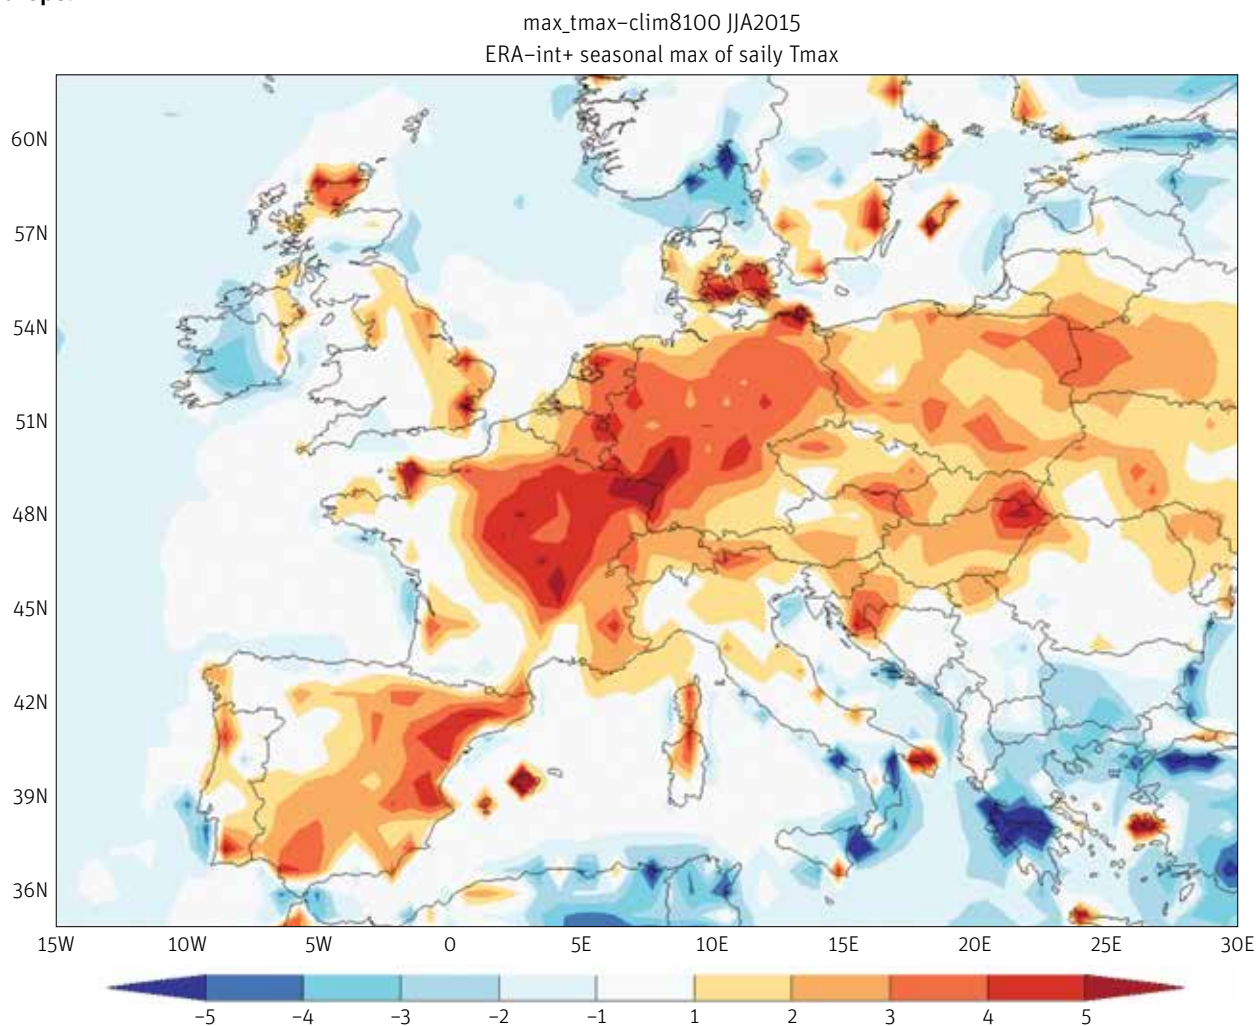 max_tmax–clim8100 JJA2015
ERA–int+ seasonal max of saily Tmax
60N
57N
54N
51N
48N
45N
42N
39N
36N
15W 10W 5W 0 5E 10E 15E 20E 25E 30E
–5 –4 –3 –2 –1 1 2 3 4 5